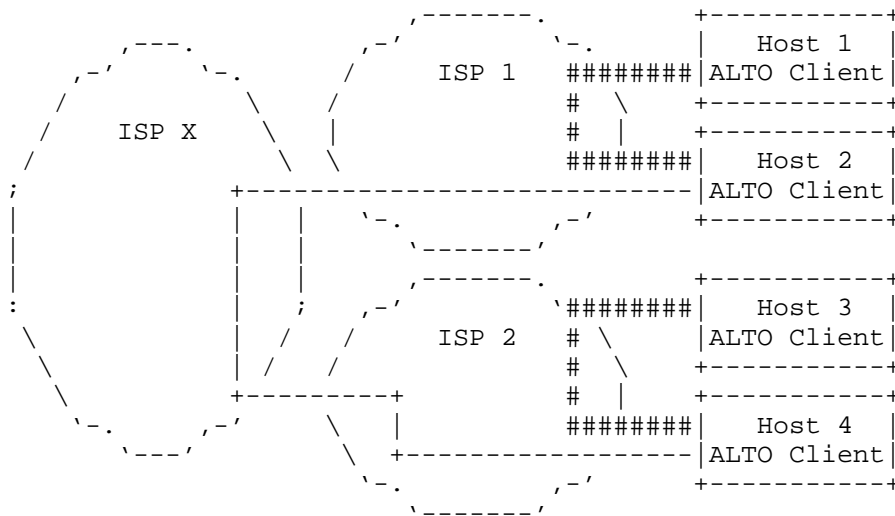 Host 1
ISP 1
ALTO Client
ISP X
Host 2
ALTO Client
Host 3
ISP 2
ALTO Client
Host 4
ALTO Client